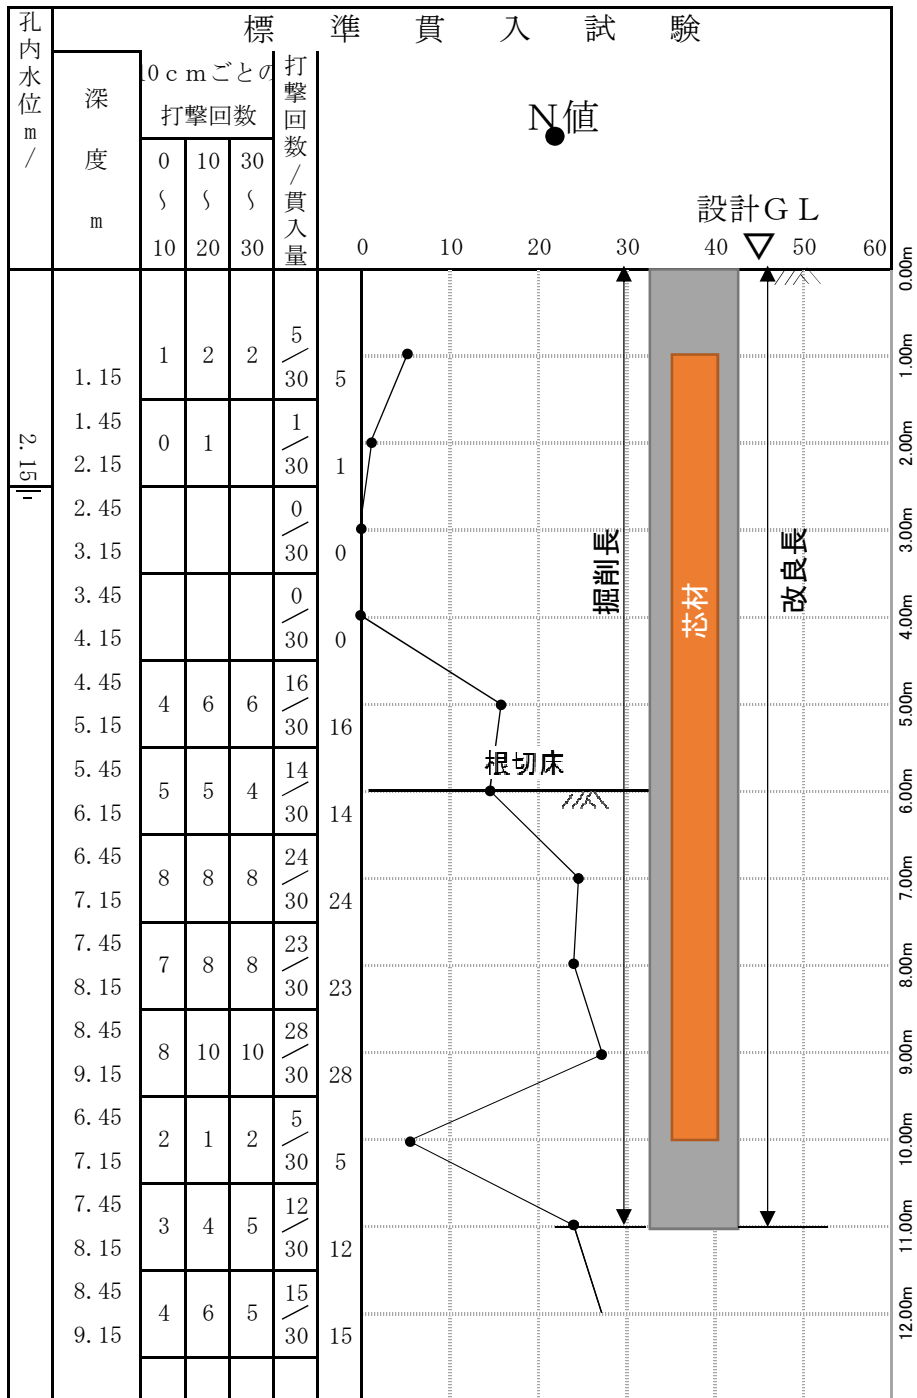 標準貫入試験
孔内水位m/
深度m
10cmごとの
打撃回数
0〜10
10〜20
30〜30
打撃回数/貫入量
N値
設計GL
0 10 20 30 40 50 60
0.00m
1.00m
2.00m
3.00m
4.00m
5.00m
6.00m
7.00m
8.00m
9.00m
10.00m
11.00m
12.00m
2.15
1 2 2 5/30 5
1.15
1.45
0 1 1/30 1
2.15
2.45
0/30 0
3.15
3.45
0/30 0
4.15
4.45
4 6 6 16/30 16
5.15
5.45
5 5 4 14/30 14
6.15
6.45
8 8 8 24/30 24
7.15
7.45
7 8 8 23/30 23
8.15
8.45
8 10 10 28/30 28
9.15
6.45
2 1 2 5/30 5
7.15
7.45
3 4 5 12/30 12
8.15
8.45
4 6 5 15/30 15
9.15
掘削長
芯材
改良長
根切床